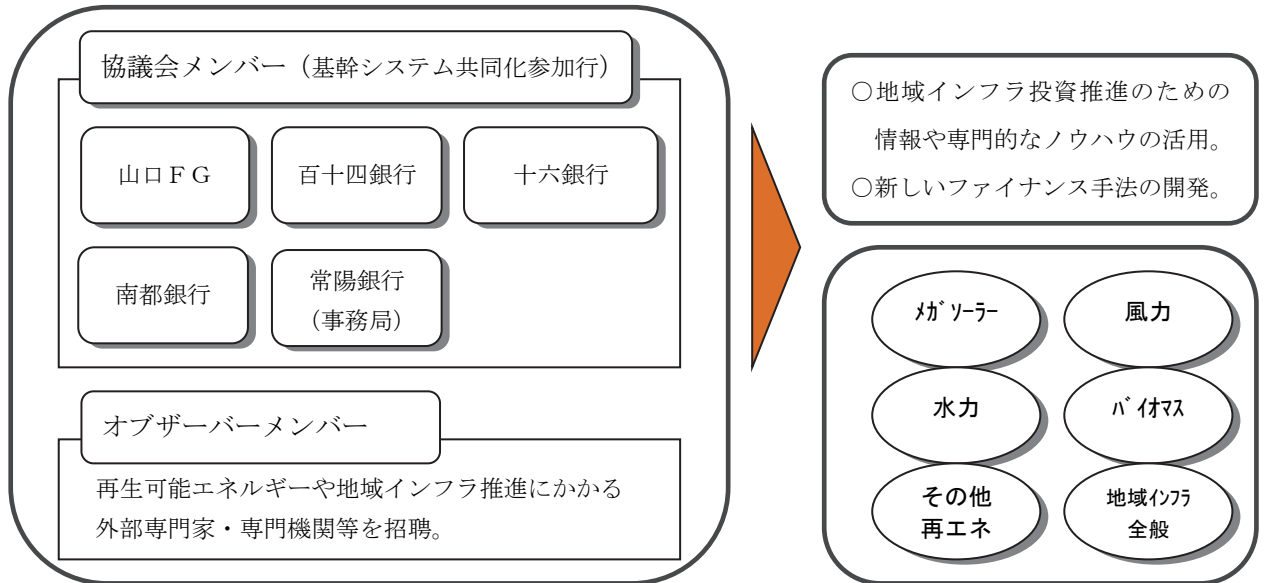 協議会メンバー（基幹システム共同化参加行）
山口ＦＧ
百十四銀行
十六銀行
南都銀行
常陽銀行
（事務局）
オブザーバーメンバー
再生可能エネルギーや地域インフラ推進にかかる
外部専門家・専門機関等を招聘。
○地域インフラ投資推進のための
情報や専門的なノウハウの活用。
○新しいファイナンス手法の開発。
ﾒｶﾞｿｰﾗｰ
風力
水力
ﾊﾞｲｵﾏｽ
その他
再エネ
地域ｲﾝﾌﾗ
全般